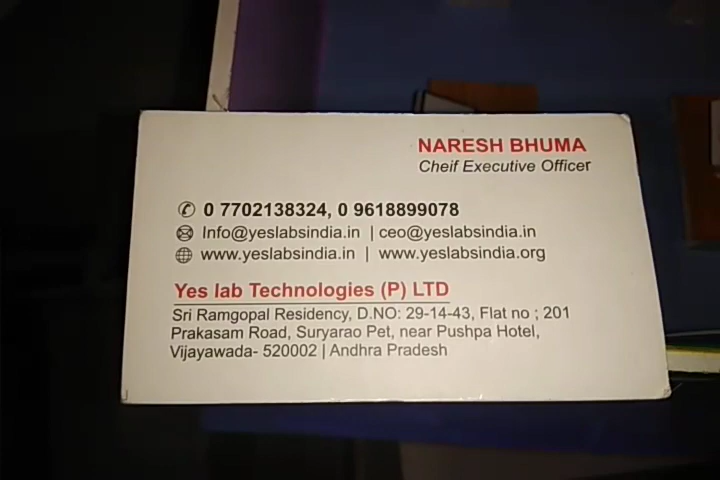 NARESH BHUMA
Cheif Executive Officer
0 7702138324, 0 9618899078
Info@yeslabsindia.in | ceo@yeslabsindia.in
www.yeslabsindia.in | www.yeslabsindia.org
Yes lab Technologies (P) LTD
Sri Ramgopal Residency, D.NO: 29-14-43, Flat no ; 201
Prakasam Road, Suryarao Pet, near Pushpa Hotel,
Vijayawada- 520002 | Andhra Pradesh